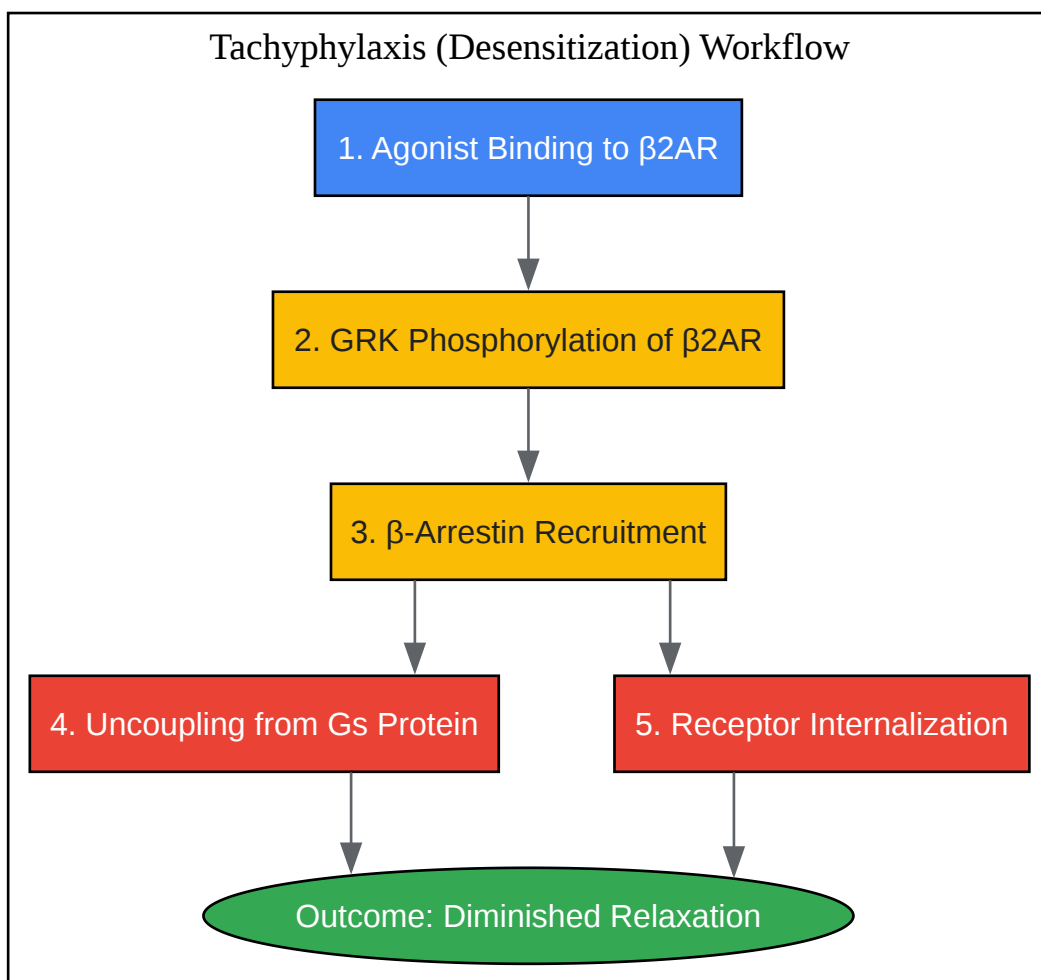 Tachyphylaxis (Desensitization) Workflow
1. Agonist Binding to β2AR
2. GRK Phosphorylation of β2AR
3. β-Arrestin Recruitment
4. Uncoupling from Gs Protein
5. Receptor Internalization
Outcome: Diminished Relaxation